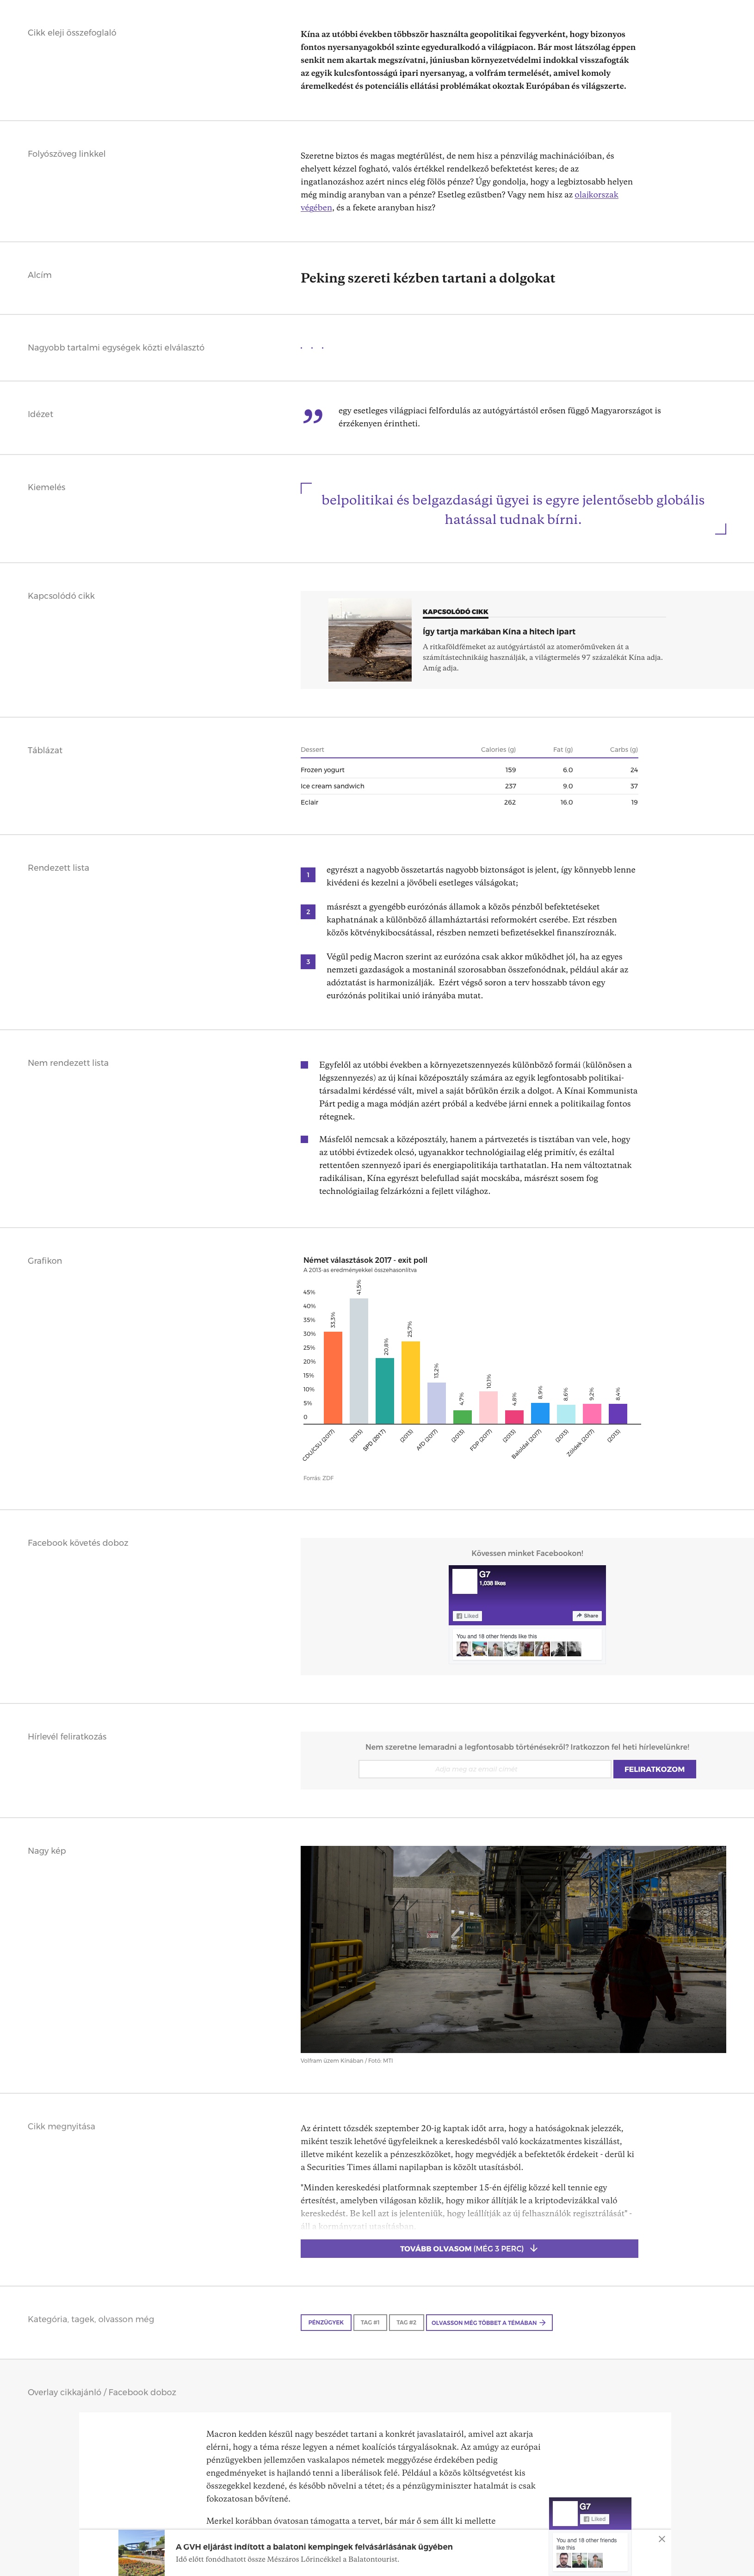 Cikk eleji összefoglaló
Kína az utóbbi években többször használta geopolitikai fegyverként, hogy bizonyos
fontos nyersanyagokból szinte egyeduralkodó a világpiacon. Bár most látszólag éppen
senkit nem akartak megszívatni, júniusban környezetvédelmi indokkal visszafogták
az egyik kulcsfontosságú ipari nyersanyag, a volfrám termelését, amivel komoly
áremelkedést és potenciális ellátási problémákat okoztak Európában és világszerte.
Folyószöveg linkkel
Szeretne biztos és magas megtérülést, de nem hisz a pénzvilág machinációiban, és
ehelyett kézzel fogható, valós értékkel rendelkező befektetést keres; de az
ingatlanozáshoz azért nincs elég fölös pénze? Úgy gondolja, hogy a legbiztosabb helyen
még mindig aranyban van a pénze? Esetleg ezüstben? Vagy nem hisz az olajkorszak
végében, és a fekete aranyban hisz?
Alcím
Peking szereti kézben tartani a dolgokat
Nagyobb tartalmi egységek közti elválasztó
. . .
Idézet
” egy esetleges világpiaci felfordulás az autógyártástól erősen függő Magyarországot is
érzékenyen érintheti.
Kiemelés
belpolitikai és belgazdasági ügyei is egyre jelentősebb globális
hatással tudnak bírni.
Kapcsolódó cikk
KAPCSOLÓDÓ CIKK
Így tartja markában Kína a hitech ipart
A ritkaföldfémeket az autógyártástól az atomerőműveken át a
számítástechnikáig használják, a világtermelés 97 százalékát Kína adja.
Amíg adja.
Táblázat
Dessert Calories (g) Fat (g) Carbs (g)
Frozen yogurt 159 6.0 24
Ice cream sandwich 237 9.0 37
Eclair 262 16.0 19
Rendezett lista
1 egyrészt a nagyobb összetartás nagyobb biztonságot is jelent, így könnyebb lenne
kivédeni és kezelni a jövőbeli esetleges válságokat;
2 másrészt a gyengébb eurózónás államok a közös pénzből befektetéseket
kaphatnának a különböző államháztartási reformokért cserébe. Ezt részben
közös kötvénykibocsátással, részben nemzeti befizetésekkel finanszíroznák.
3 Végül pedig Macron szerint az eurózóna csak akkor működhet jól, ha az egyes
nemzeti gazdaságok a mostaninál szorosabban összefonódnak, például akár az
adóztatást is harmonizálják. Ezért végső soron a terv hosszabb távon egy
eurózónás politikai unió irányába mutat.
Nem rendezett lista
Egyfelől az utóbbi években a környezetszennyezés különböző formái (különösen a
légszennyezés) az új kínai középosztály számára az egyik legfontosabb politikai-
társadalmi kérdéssé vált, mivel a saját bőrükön érzik a dolgot. A Kínai Kommunista
Párt pedig a maga módján azért próbál a kedvébe járni ennek a politikailag fontos
rétegnek.
Másfelől nemcsak a középosztály, hanem a pártvezetés is tisztában van vele, hogy
az utóbbi évtizedek olcsó, ugyanakkor technológiailag elég primitív, és ezáltal
rettentően szennyező ipari és energiapolitikája tarthatatlan. Ha nem változtatnak
radikálisan, Kína egyrészt belefullad saját mocskába, másrészt sosem fog
technológiailag felzárkózni a fejlett világhoz.
Grafikon
Német választások 2017 - exit poll
A 2013-as eredményekkel összehasonlítva
45%
40%
35%
30%
25%
20%
15%
10%
5%
0
33,3% 41,5% 20,8% 25,7% 13,2% 4,7% 10,1% 4,8% 8,9% 8,6% 9,2% 8,4%
CDU/CSU (2017) (2013) SPD (2017) (2013) AfD (2017) (2013) FDP (2017) (2013) Baloldal (2017) (2013) Zöldek (2017) (2013)
Forrás: ZDF
Facebook követés doboz
Kövessen minket Facebookon!
G7
1,038 likes
Liked Share
You and 18 other friends like this
Hírlevél feliratkozás
Nem szeretne lemaradni a legfontosabb történésekről? Iratkozzon fel heti hírlevelünkre!
Adja meg az email címét
FELIRATKOZOM
Nagy kép
Volfram üzem Kínában / Fotó: MTI
Cikk megnyitása
Az érintett tőzsdék szeptember 20-ig kaptak időt arra, hogy a hatóságoknak jelezzék,
miként teszik lehetővé ügyfeleiknek a kereskedésből való kockázatmentes kiszállást,
illetve miként kezelik a pénzeszközöket, hogy megvédjék a befektetők érdekeit - derül ki
a Securities Times állami napilapban is közölt utasításból.
"Minden kereskedési platformnak szeptember 15-én éjfélig közzé kell tennie egy
értesítést, amelyben világosan közlik, hogy mikor állítják le a kriptodevizákkal való
kereskedést. Be kell azt is jelenteniük, hogy leállítják az új felhasználók regisztrálását" -
áll a kormányzati utasításban.
TOVÁBB OLVASOM (MÉG 3 PERC) ↓
Kategória, tagek, olvasson még
PÉNZÜGYEK TAG #1 TAG #2 OLVASSON MÉG TÖBBET A TÉMÁBAN →
Overlay cikkajánló / Facebook doboz
Macron kedden készül nagy beszédet tartani a konkrét javaslatairól, amivel azt akarja
elérni, hogy a téma része legyen a német koalíciós tárgyalásoknak. Az amúgy az európai
pénzügyekben jellemzően vaskalapos németek meggyőzése érdekében pedig
engedményeket is hajlandó tenni a liberálisok felé. Például a közös költségvetést kis
összegekkel kezdené, és később növelni a tétet; és a pénzügyminiszter hatalmát is csak
fokozatosan bővítené.
Merkel korábban óvatosan támogatta a tervet, bár már ő sem állt ki mellette
G7
Liked
You and 18 other friends
like this
A GVH eljárást indított a balatoni kempingek felvásárlásának ügyében
Idő előtt fonódhatott össze Mészáros Lőrincékkel a Balatontourist.